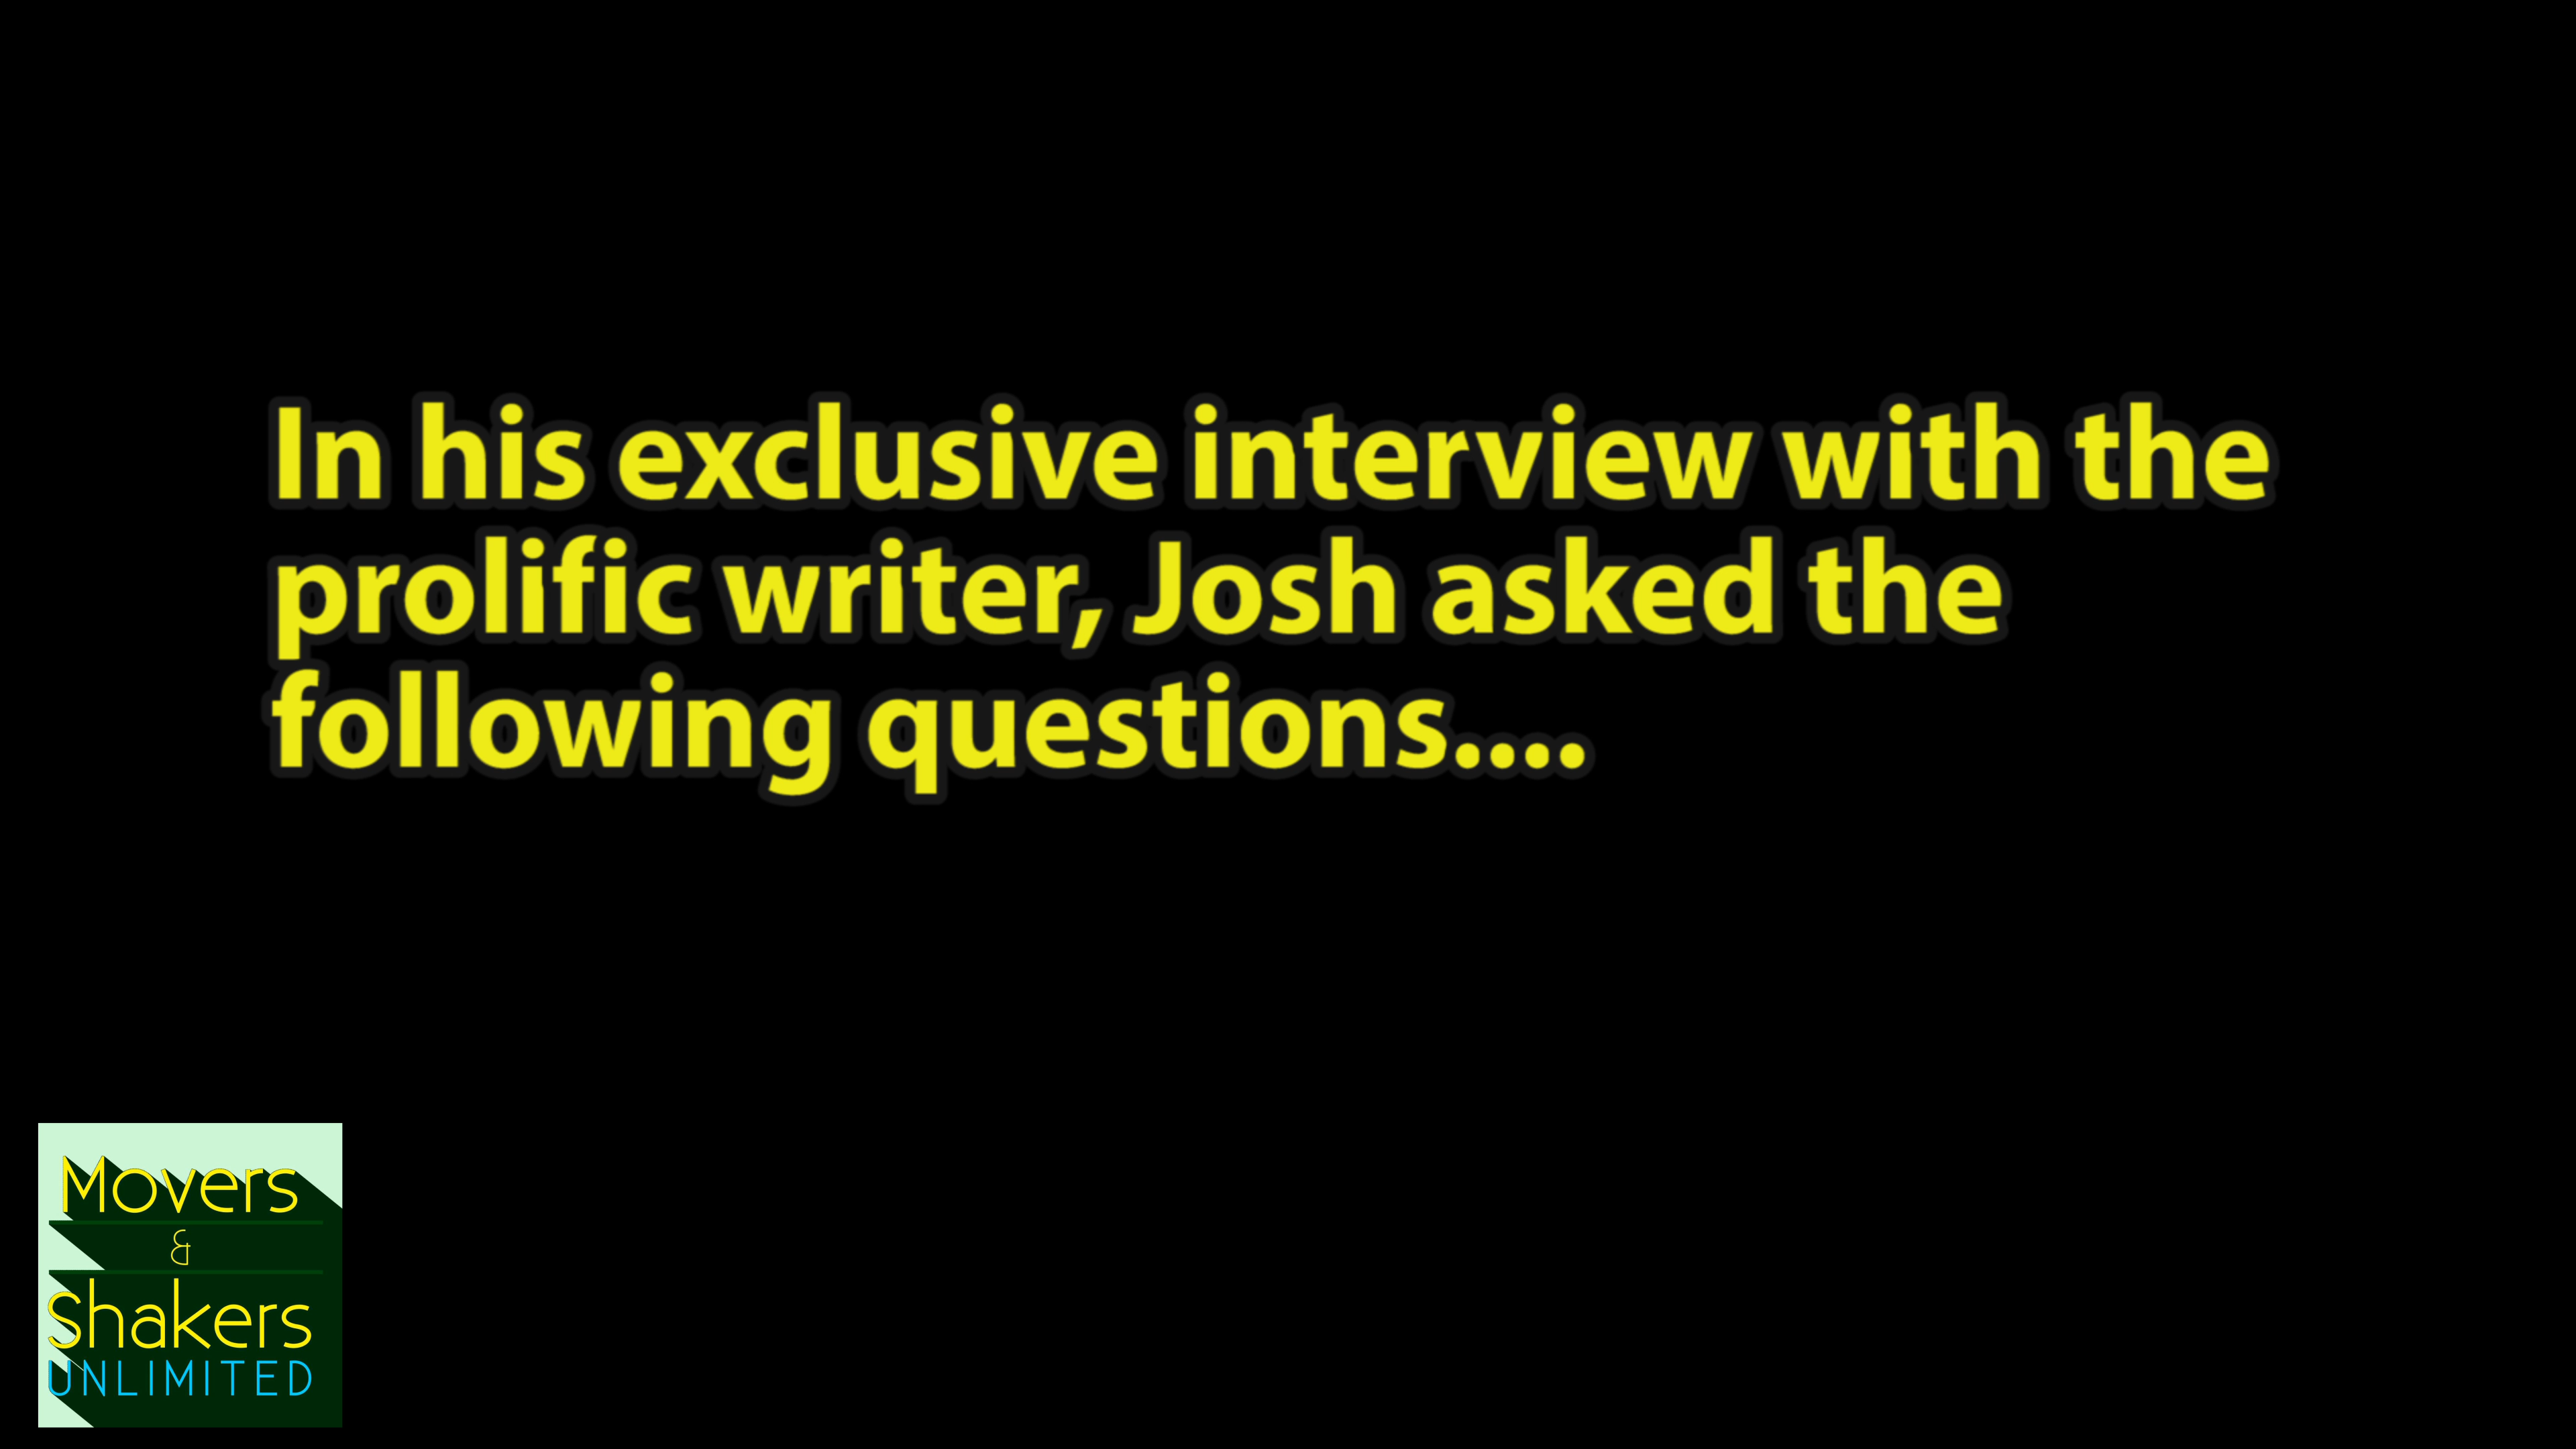 In his exclusive interview with the
prolific writer, Josh asked the
following questions....
Movers
&
Shakers
UNLIMITED